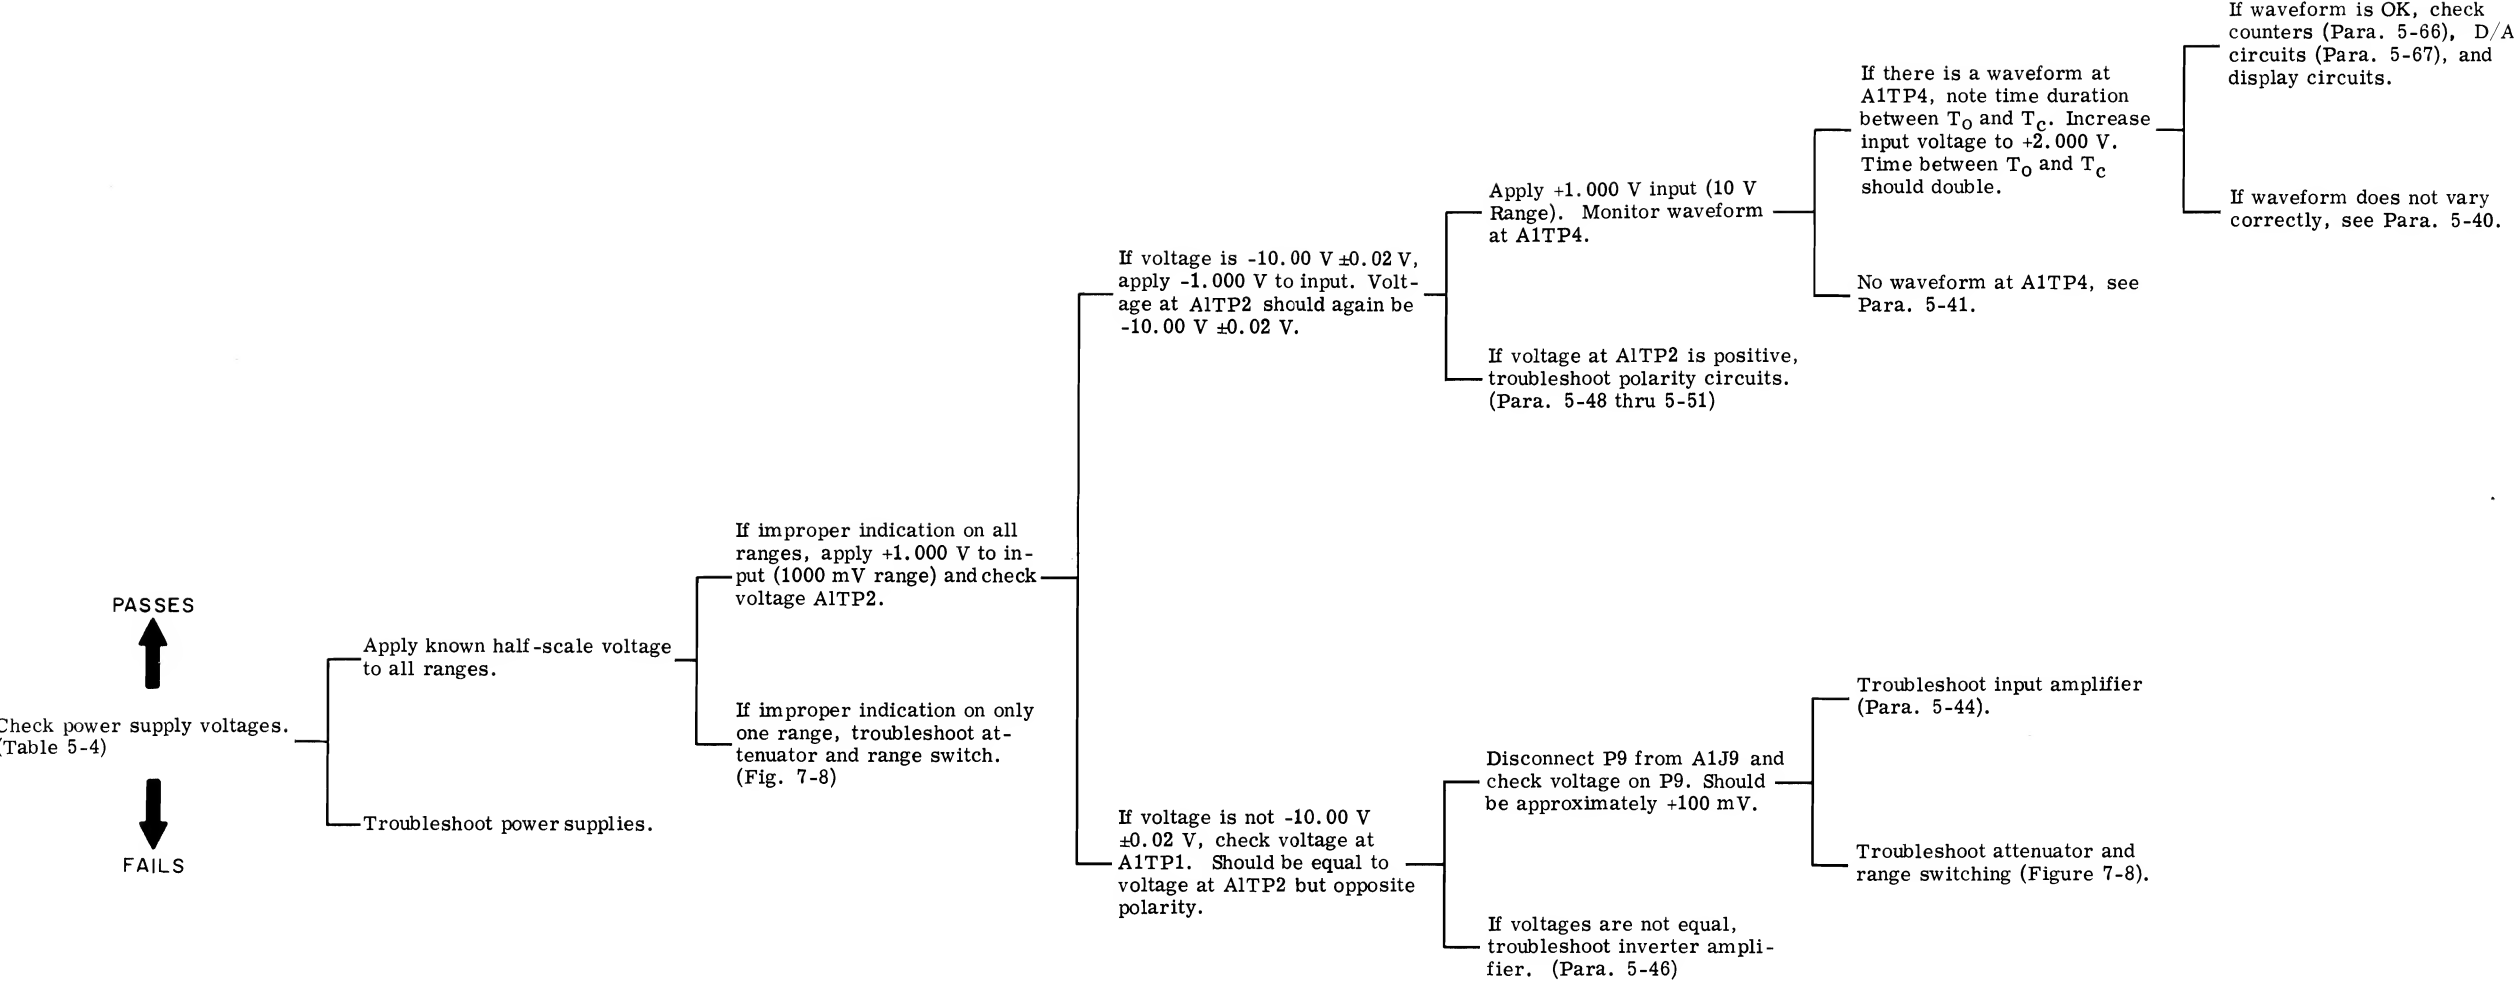 PASSES
Check power supply voltages.
(Table 5-4)
FAILS
Apply known half-scale voltage
to all ranges.
Troubleshoot power supplies.
If improper indication on all
ranges, apply +1.000 V to in-
put (1000 mV range) and check
voltage A1TP2.
If improper indication on only
one range, troubleshoot at-
tenuator and range switch.
(Fig. 7-8)
If voltage is -10.00 V ±0.02 V,
apply -1.000 V to input. Volt-
age at A1TP2 should again be
-10.00 V ±0.02 V.
If voltage is not -10.00 V
±0.02 V, check voltage at
A1TP1. Should be equal to
voltage at A1TP2 but opposite
polarity.
Apply +1.000 V input (10 V
Range). Monitor waveform
at A1TP4.
If voltage at A1TP2 is positive,
troubleshoot polarity circuits.
(Para. 5-48 thru 5-51)
Disconnect P9 from A1J9 and
check voltage on P9. Should
be approximately +100 mV.
If voltages are not equal,
troubleshoot inverter ampli-
fier. (Para. 5-46)
If there is a waveform at
A1TP4, note time duration
between To and Tc. Increase
input voltage to +2.000 V.
Time between To and Tc
should double.
No waveform at A1TP4, see
Para. 5-41.
Troubleshoot input amplifier
(Para. 5-44).
Troubleshoot attenuator and
range switching (Figure 7-8).
If waveform is OK, check
counters (Para. 5-66), D/A
circuits (Para. 5-67), and
display circuits.
If waveform does not vary
correctly, see Para. 5-40.